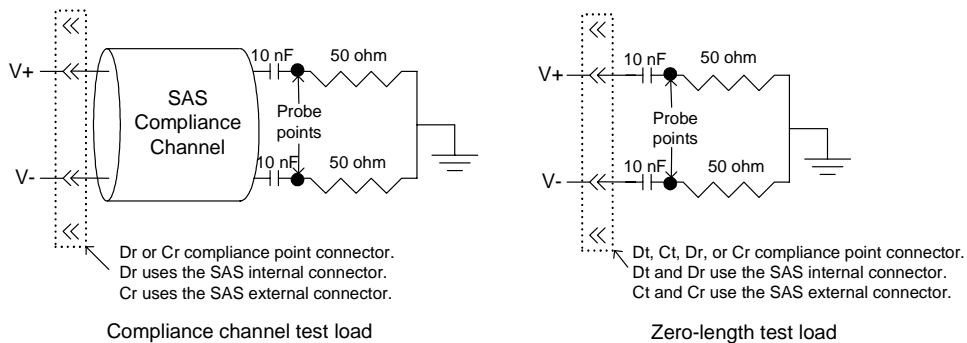 10 nF
50 ohm
V+
SAS
Compliance
Channel
Probe
points
10 nF
50 ohm
V-
Dr or Cr compliance point connector.
Dr uses the SAS internal connector.
Cr uses the SAS external connector.
Compliance channel test load
50 ohm
10 nF
V+
Probe
points
10 nF
50 ohm
V-
Dt, Ct, Dr, or Cr compliance point connector.
Dt and Dr use the SAS internal connector.
Ct and Cr use the SAS external connector.
Zero-length test load